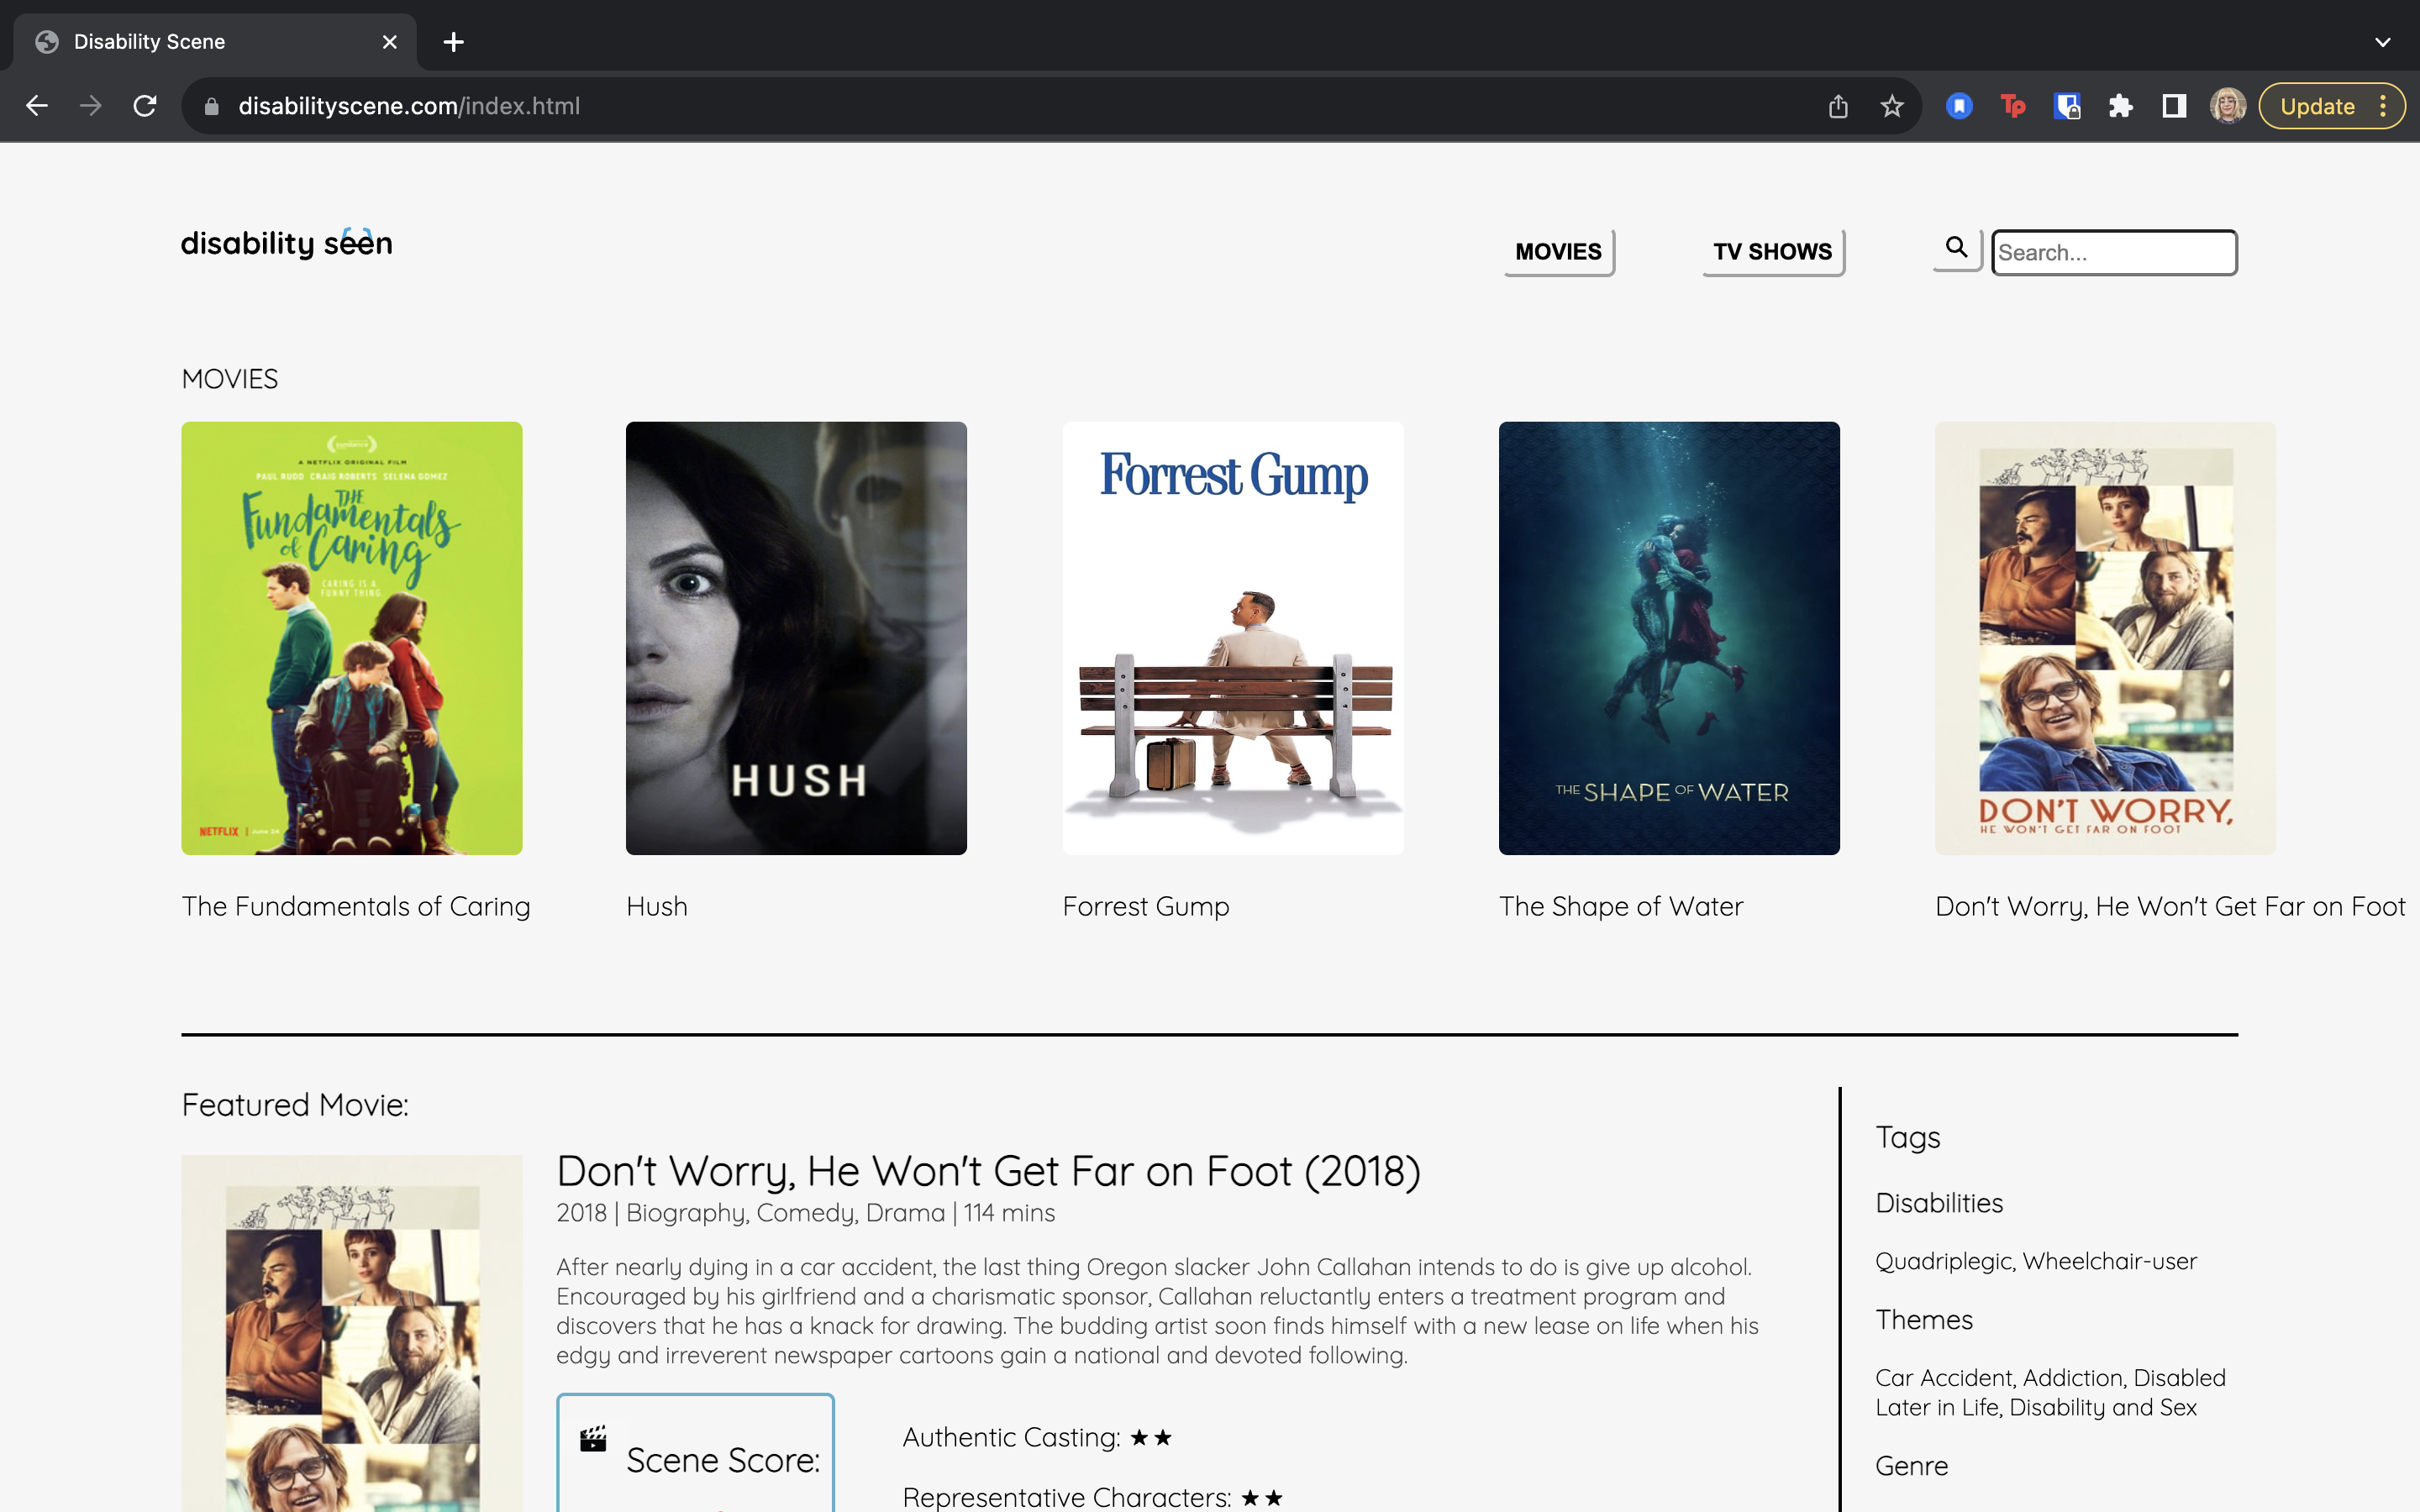 Disability Scene
disabilityscene.com/index.html
Tp
Update
disability seen
MOVIES
TV SHOWS
Search...
MOVIES
sundance
A NETFLIX ORIGINAL FILM
PAUL RUDD CRAIG ROBERTS SELENA GOMEZ
THE
Fundamentals
of Caring
CARING IS A
FUNNY THING
NETFLIX | June 24
HUSH
Forrest Gump
THE SHAPE OF WATER
DON'T WORRY,
HE WON'T GET FAR ON FOOT
The Fundamentals of Caring
Hush
Forrest Gump
The Shape of Water
Don't Worry, He Won't Get Far on Foot
Featured Movie:
Don't Worry, He Won't Get Far on Foot (2018)
2018 | Biography, Comedy, Drama | 114 mins
After nearly dying in a car accident, the last thing Oregon slacker John Callahan intends to do is give up alcohol.
Encouraged by his girlfriend and a charismatic sponsor, Callahan reluctantly enters a treatment program and
discovers that he has a knack for drawing. The budding artist soon finds himself with a new lease on life when his
edgy and irreverent newspaper cartoons gain a national and devoted following.
Scene Score:
Authentic Casting: ★★
Representative Characters: ★★
Tags
Disabilities
Quadriplegic, Wheelchair-user
Themes
Car Accident, Addiction, Disabled
Later in Life, Disability and Sex
Genre